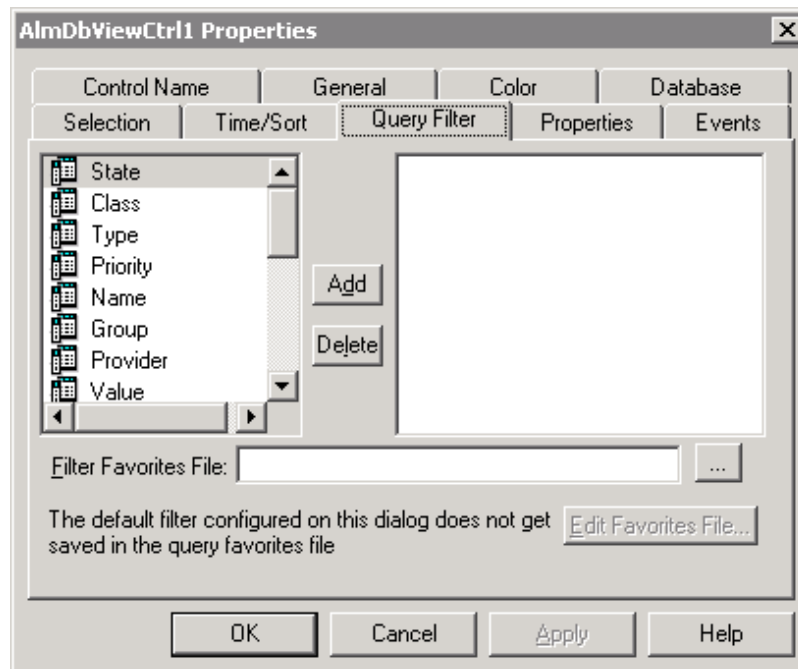 AlmDbViewCtrl1 Properties
Control Name General Color Database
Selection Time/Sort Query Filter Properties Events
State
Class
Type
Priority
Name
Group
Provider
Value
Add
Delete
Filter Favorites File: ...
The default filter configured on this dialog does not get
saved in the query favorites file
Edit Favorites File...
OK Cancel Apply Help